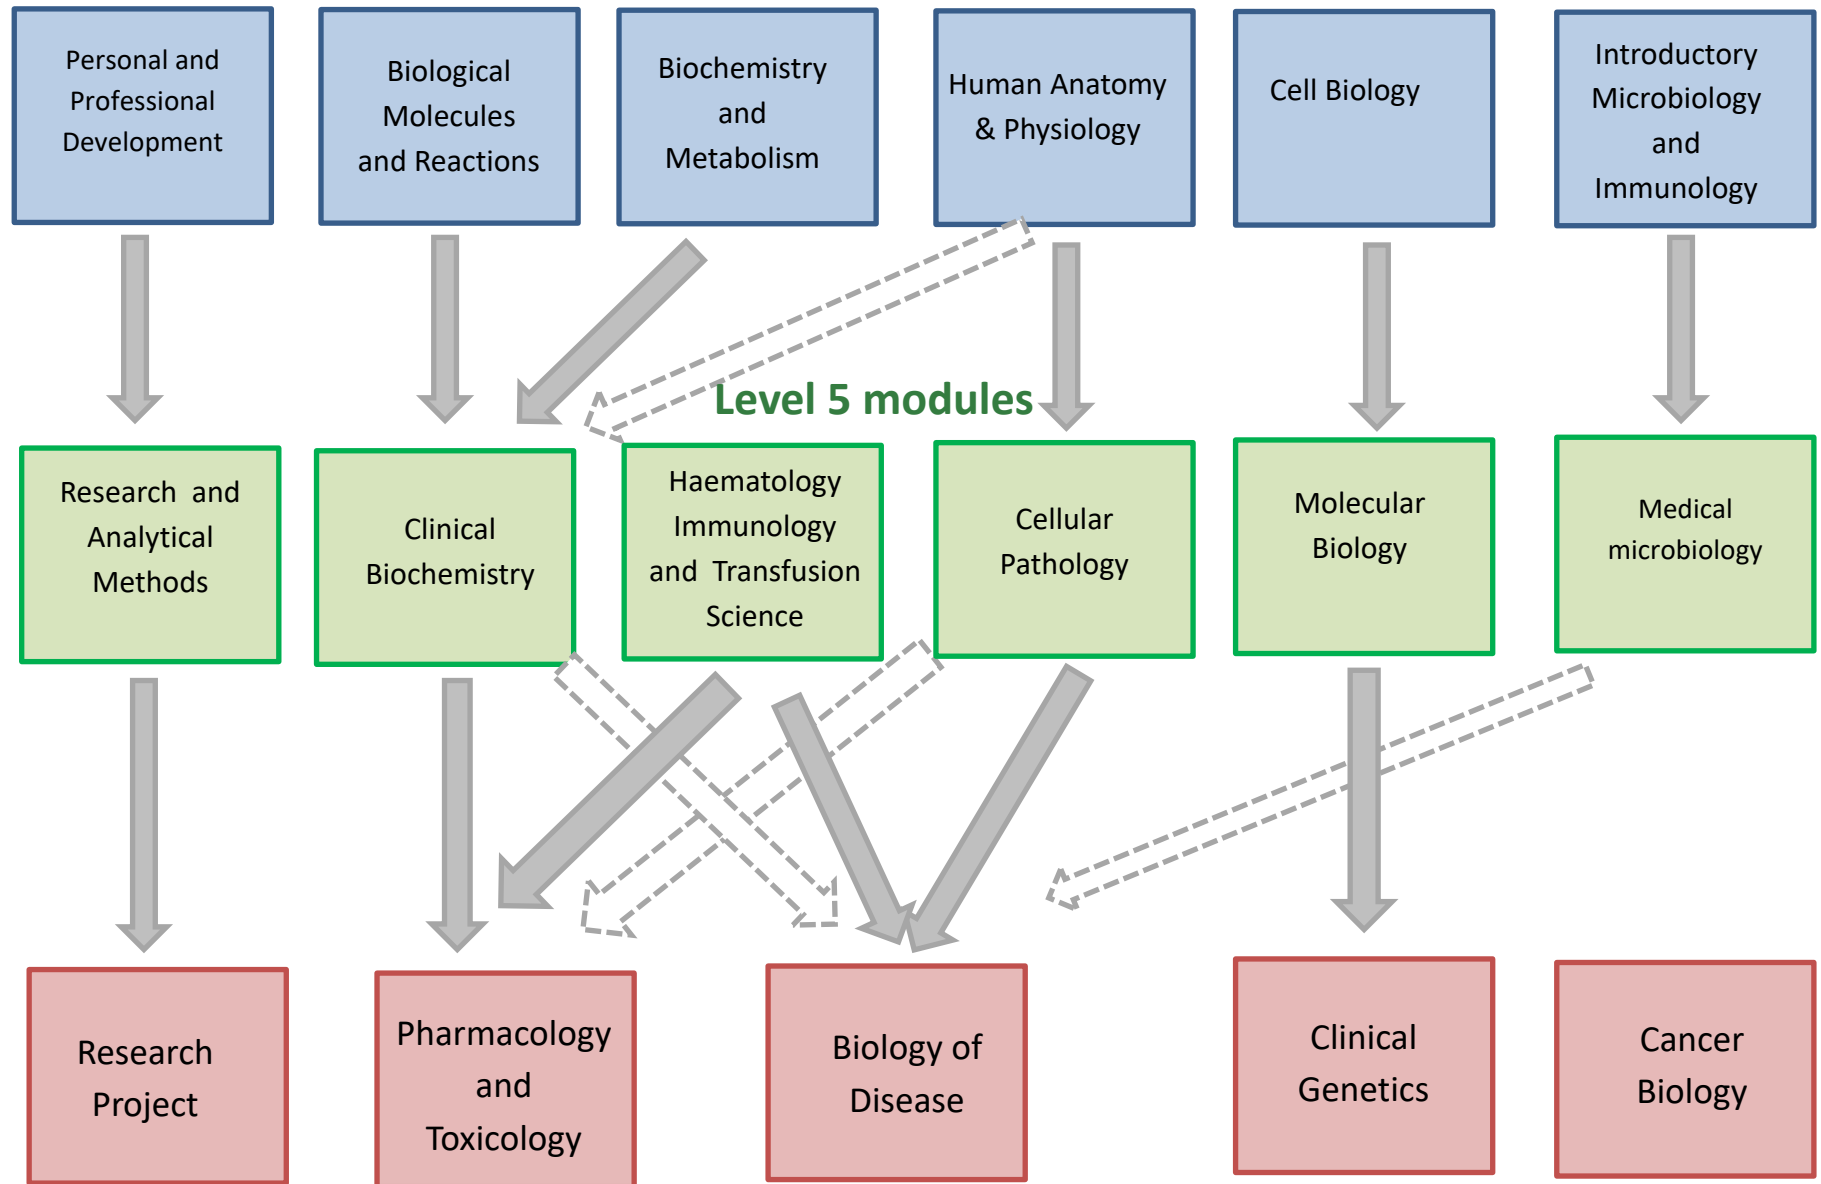 Personal and
Professional
Development
Biological
Molecules
and Reactions
Biochemistry
and
Metabolism
Human Anatomy
& Physiology
Cell Biology
Introductory
Microbiology
and
Immunology
Level 5 modules
Research and
Analytical
Methods
Clinical
Biochemistry
Haematology
Immunology
and Transfusion
Science
Cellular
Pathology
Molecular
Biology
Medical
microbiology
Research
Project
Pharmacology
and
Toxicology
Biology of
Disease
Clinical
Genetics
Cancer
Biology